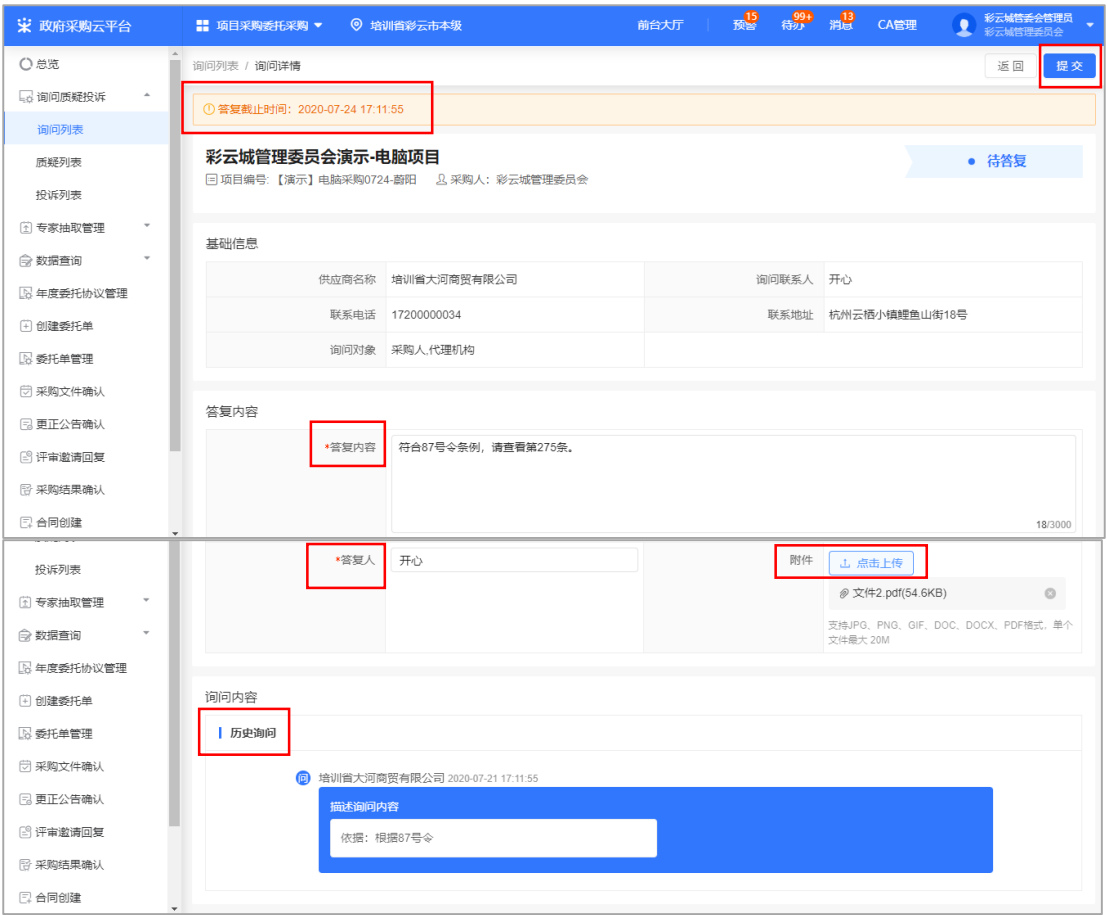 政府采购云平台 项目采购委托采购 培训省彩云市本级 前台大厅 预警 15 待办 99+ 消息 13 CA管理 彩云城管委会管理员
彩云城管理委员会
总览
询问质疑投诉
询问列表
质疑列表
投诉列表
专家抽取管理
数据查询
年度委托协议管理
创建委托单
委托单管理
采购文件确认
更正公告确认
评审邀请回复
采购结果确认
合同创建
询问列表 / 询问详情 返回 提交
答复截止时间：2020-07-24 17:11:55
彩云城管理委员会演示-电脑项目
待答复
项目编号:【演示】电脑采购0724-蔚阳 采购人：彩云城管理委员会
基础信息
供应商名称 培训省大河商贸有限公司 询问联系人 开心
联系电话 17200000034 联系地址 杭州云栖小镇鲤鱼山街18号
询问对象 采购人,代理机构
答复内容
*答复内容 符合87号令条例，请查看第275条。
18/3000
投诉列表
专家抽取管理
数据查询
年度委托协议管理
创建委托单
委托单管理
采购文件确认
更正公告确认
评审邀请回复
采购结果确认
合同创建
*答复人 开心 附件 点击上传
文件2.pdf(54.6KB)
支持JPG、PNG、GIF、DOC、DOCX、PDF格式，单个
文件最大 20M
询问内容
历史询问
问 培训省大河商贸有限公司 2020-07-21 17:11:55
描述询问内容
依据：根据87号令